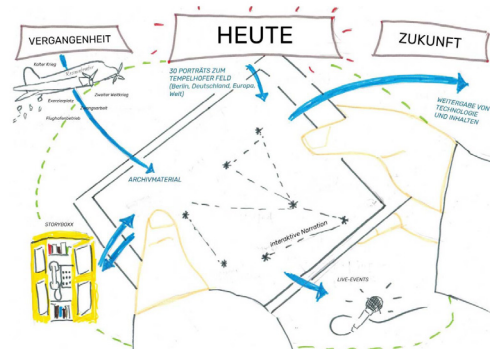 VERGANGENHEIT
HEUTE
ZUKUNFT
Kalter Krieg
Zweiter Weltkrieg
Exerzierplatz
Zwangsarbeit
Flughafenbetrieb
30 PORTRÄTS ZUM
TEMPELHOFER FELD
(Berlin, Deutschland, Europa,
Welt)
WEITERGABE VON
TECHNOLOGIE
UND INHALTEN
ARCHIVMATERIAL
STORYBOXX
interaktive Narration
LIVE-EVENTS